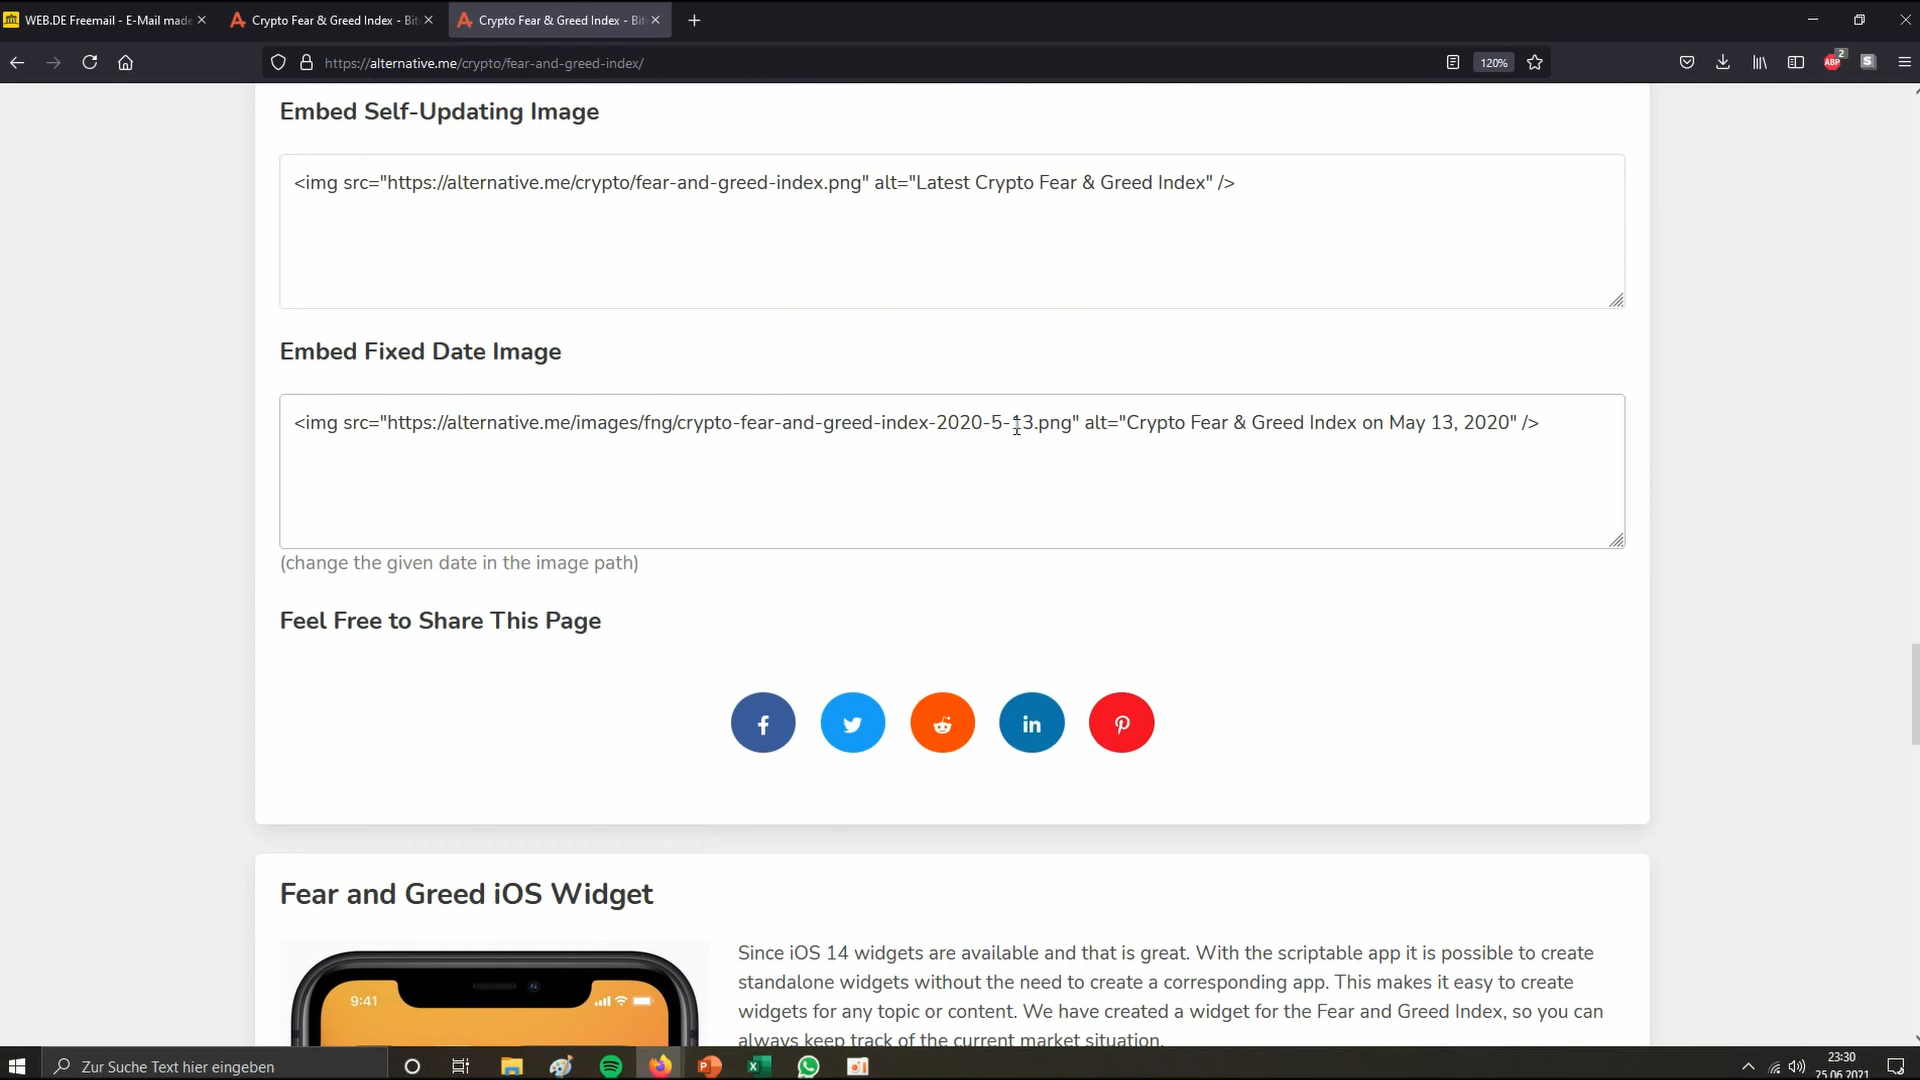 WEB.DE Freemail - E-Mail made
Crypto Fear & Greed Index - Bit
Crypto Fear & Greed Index - Bit
https://alternative.me/crypto/fear-and-greed-index/
120%
ABP
2
S
Embed Self-Updating Image
<img src="https://alternative.me/crypto/fear-and-greed-index.png" alt="Latest Crypto Fear & Greed Index" />
Embed Fixed Date Image
<img src="https://alternative.me/images/fng/crypto-fear-and-greed-index-2020-5-13.png" alt="Crypto Fear & Greed Index on May 13, 2020" />
(change the given date in the image path)
Feel Free to Share This Page
Fear and Greed iOS Widget
9:41
Since iOS 14 widgets are available and that is great. With the scriptable app it is possible to create
standalone widgets without the need to create a corresponding app. This makes it easy to create
widgets for any topic or content. We have created a widget for the Fear and Greed Index, so you can
always keep track of the current market situation.
Zur Suche Text hier eingeben
23:30
25.06.2021